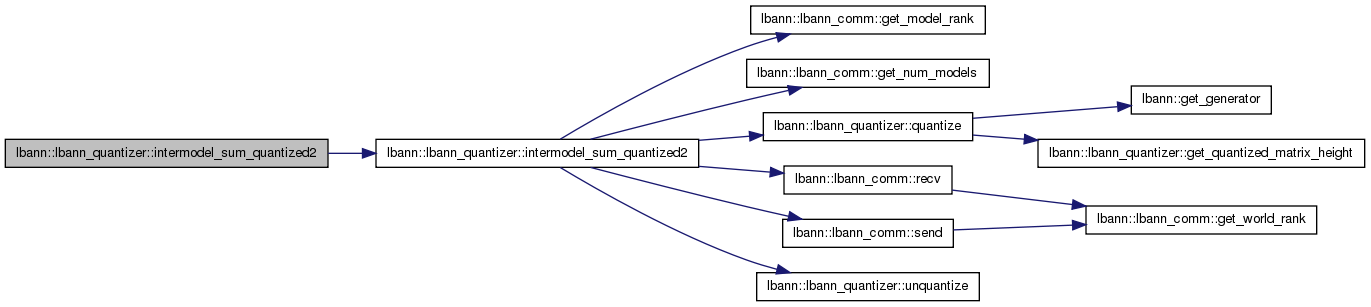 lbann::lbann_quantizer::intermodel_sum_quantized2
lbann::lbann_quantizer::intermodel_sum_quantized2
lbann::lbann_comm::get_model_rank
lbann::lbann_comm::get_num_models
lbann::lbann_quantizer::quantize
lbann::lbann_comm::recv
lbann::lbann_comm::send
lbann::lbann_quantizer::unquantize
lbann::get_generator
lbann::lbann_quantizer::get_quantized_matrix_height
lbann::lbann_comm::get_world_rank